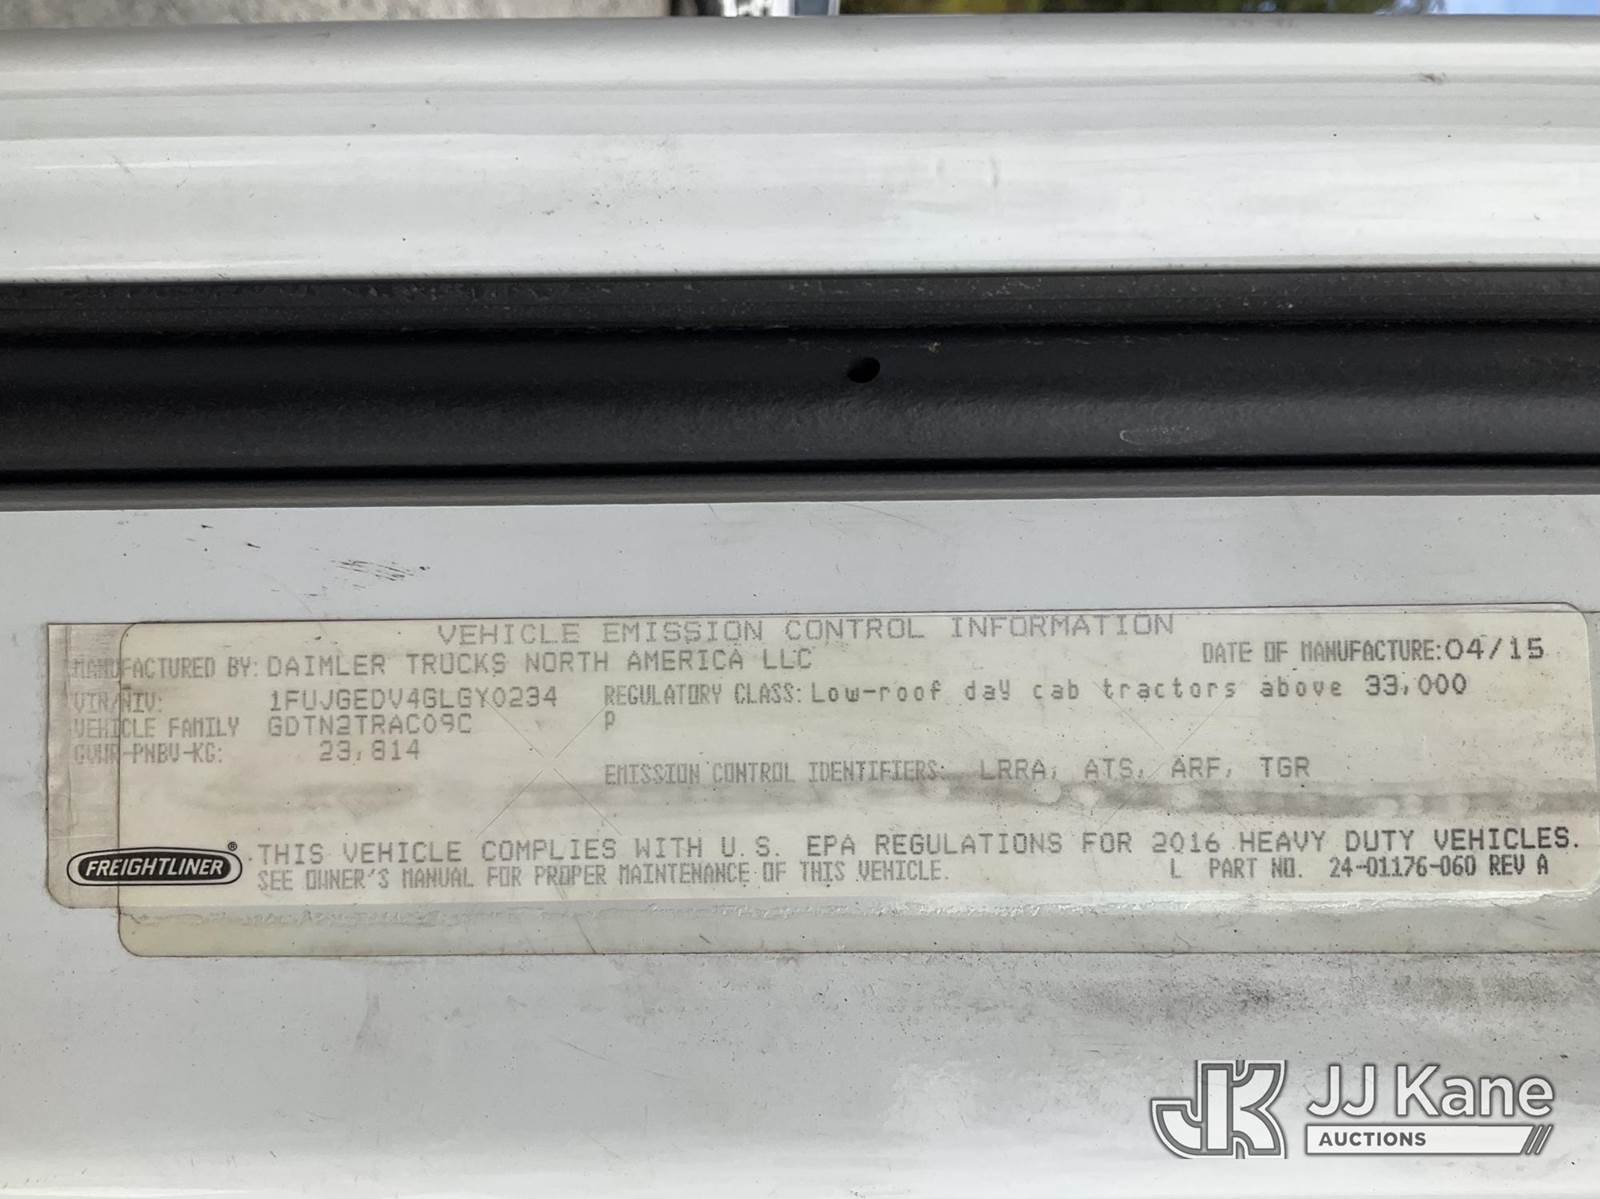 VEHICLE EMISSION CONTROL INFORMATION
MANUFACTURED BY: DAIMLER TRUCKS NORTH AMERICA LLC DATE OF MANUFACTURE: 04/15
VIN/NIV: 1FUJGEDV4GLGY0234 REGULATORY CLASS: Low-roof day cab tractors above 33,000
VEHICLE FAMILY GDTN2TRAC09C P
GVWR-PNBV-KG: 23,814
EMISSION CONTROL IDENTIFIERS: LRRA, ATS, ARF, TGR
THIS VEHICLE COMPLIES WITH U.S. EPA REGULATIONS FOR 2016 HEAVY DUTY VEHICLES.
FREIGHTLINER® SEE OWNER'S MANUAL FOR PROPER MAINTENANCE OF THIS VEHICLE. L PART NO. 24-01176-060 REV A
JK JJ Kane
AUCTIONS